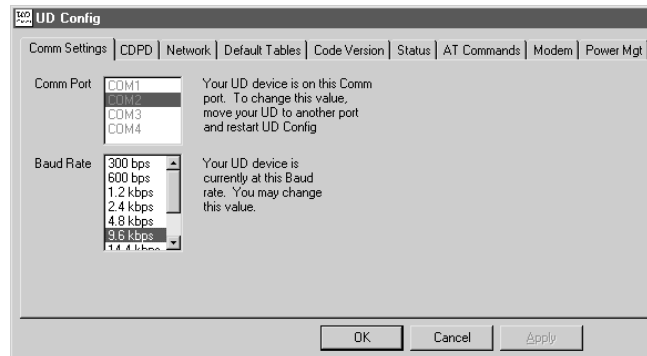 UD Config
Comm Settings CDPD Network Default Tables Code Version Status AT Commands Modem Power Mgt
Comm Port
COM1
COM2
COM3
COM4
Your UD device is on this Comm
port. To change this value,
move your UD to another port
and restart UD Config
Baud Rate
300 bps
600 bps
1.2 kbps
2.4 kbps
4.8 kbps
9.6 kbps
14.4 kbps
Your UD device is
currently at this Baud
rate. You may change
this value.
OK Cancel Apply